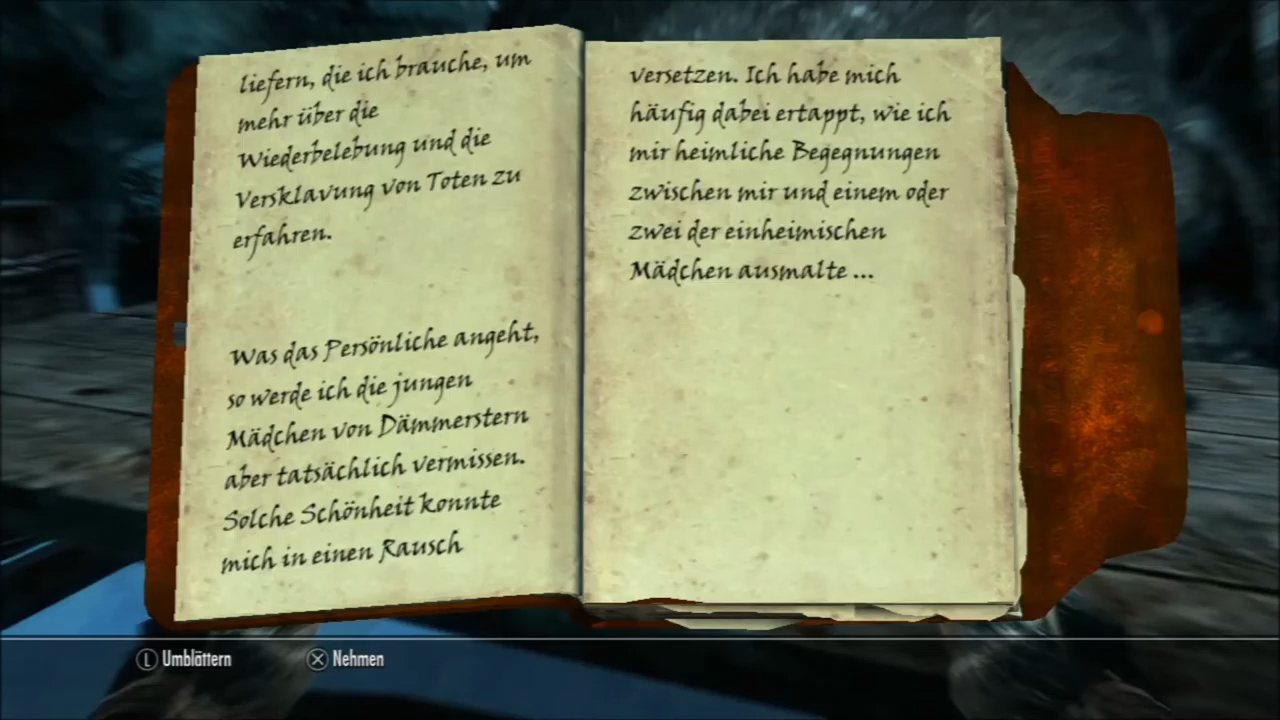 liefern, die ich brauche, um
mehr über die
Wiederbelebung und die
Versklavung von Toten zu
erfahren.
Was das Persönliche angeht,
so werde ich die jungen
Mädchen von Dämmerstern
aber tatsächlich vermissen.
Solche Schönheit konnte
mich in einen Rausch
versetzen. Ich habe mich
häufig dabei ertappt, wie ich
mir heimliche Begegnungen
zwischen mir und einem oder
zwei der einheimischen
Mädchen ausmalte ...
L Umblättern
X Nehmen